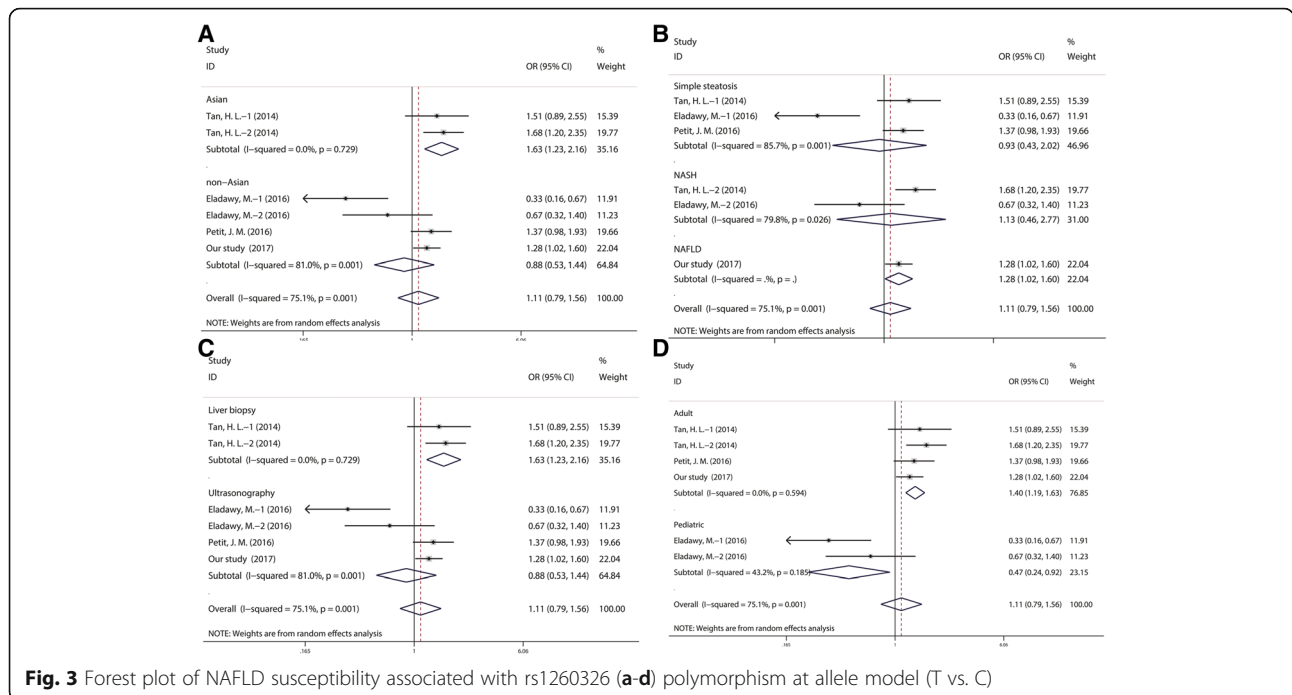 A
Study
%
ID
OR (95% CI)
Weight
Asian
Tan, H. L.−1 (2014)
1.51 (0.89, 2.55)
15.39
Tan, H. L.−2 (2014)
1.68 (1.20, 2.35)
19.77
Subtotal (I−squared = 0.0%, p = 0.729)
1.63 (1.23, 2.16)
35.16
.
non−Asian
Eladawy, M.−1 (2016)
0.33 (0.16, 0.67)
11.91
Eladawy, M.−2 (2016)
0.67 (0.32, 1.40)
11.23
Petit, J. M. (2016)
1.37 (0.98, 1.93)
19.66
Our study (2017)
1.28 (1.02, 1.60)
22.04
Subtotal (I−squared = 81.0%, p = 0.001)
0.88 (0.53, 1.44)
64.84
.
Overall (I−squared = 75.1%, p = 0.001)
1.11 (0.79, 1.56)
100.00
NOTE: Weights are from random effects analysis
.165
1
6.06
B
Study
%
ID
OR (95% CI)
Weight
Simple steatosis
Tan, H. L.−1 (2014)
1.51 (0.89, 2.55)
15.39
Eladawy, M.−1 (2016)
0.33 (0.16, 0.67)
11.91
Petit, J. M. (2016)
1.37 (0.98, 1.93)
19.66
Subtotal (I−squared = 85.7%, p = 0.001)
0.93 (0.43, 2.02)
46.96
.
NASH
Tan, H. L.−2 (2014)
1.68 (1.20, 2.35)
19.77
Eladawy, M.−2 (2016)
0.67 (0.32, 1.40)
11.23
Subtotal (I−squared = 79.8%, p = 0.026)
1.13 (0.46, 2.77)
31.00
.
NAFLD
Our study (2017)
1.28 (1.02, 1.60)
22.04
Subtotal (I−squared = .%, p = .)
1.28 (1.02, 1.60)
22.04
.
Overall (I−squared = 75.1%, p = 0.001)
1.11 (0.79, 1.56)
100.00
NOTE: Weights are from random effects analysis
C
Study
%
ID
OR (95% CI)
Weight
Liver biopsy
Tan, H. L.−1 (2014)
1.51 (0.89, 2.55)
15.39
Tan, H. L.−2 (2014)
1.68 (1.20, 2.35)
19.77
Subtotal (I−squared = 0.0%, p = 0.729)
1.63 (1.23, 2.16)
35.16
.
Ultrasonography
Eladawy, M.−1 (2016)
0.33 (0.16, 0.67)
11.91
Eladawy, M.−2 (2016)
0.67 (0.32, 1.40)
11.23
Petit, J. M. (2016)
1.37 (0.98, 1.93)
19.66
Our study (2017)
1.28 (1.02, 1.60)
22.04
Subtotal (I−squared = 81.0%, p = 0.001)
0.88 (0.53, 1.44)
64.84
.
Overall (I−squared = 75.1%, p = 0.001)
1.11 (0.79, 1.56)
100.00
NOTE: Weights are from random effects analysis
.165
1
6.06
D
Study
%
ID
OR (95% CI)
Weight
Adult
Tan, H. L.−1 (2014)
1.51 (0.89, 2.55)
15.39
Tan, H. L.−2 (2014)
1.68 (1.20, 2.35)
19.77
Petit, J. M. (2016)
1.37 (0.98, 1.93)
19.66
Our study (2017)
1.28 (1.02, 1.60)
22.04
Subtotal (I−squared = 0.0%, p = 0.594)
1.40 (1.19, 1.63)
76.85
.
Pediatric
Eladawy, M.−1 (2016)
0.33 (0.16, 0.67)
11.91
Eladawy, M.−2 (2016)
0.67 (0.32, 1.40)
11.23
Subtotal (I−squared = 43.2%, p = 0.185)
0.47 (0.24, 0.92)
23.15
.
Overall (I−squared = 75.1%, p = 0.001)
1.11 (0.79, 1.56)
100.00
NOTE: Weights are from random effects analysis
.161
1
6.06
Fig. 3 Forest plot of NAFLD susceptibility associated with rs1260326 (a-d) polymorphism at allele model (T vs. C)